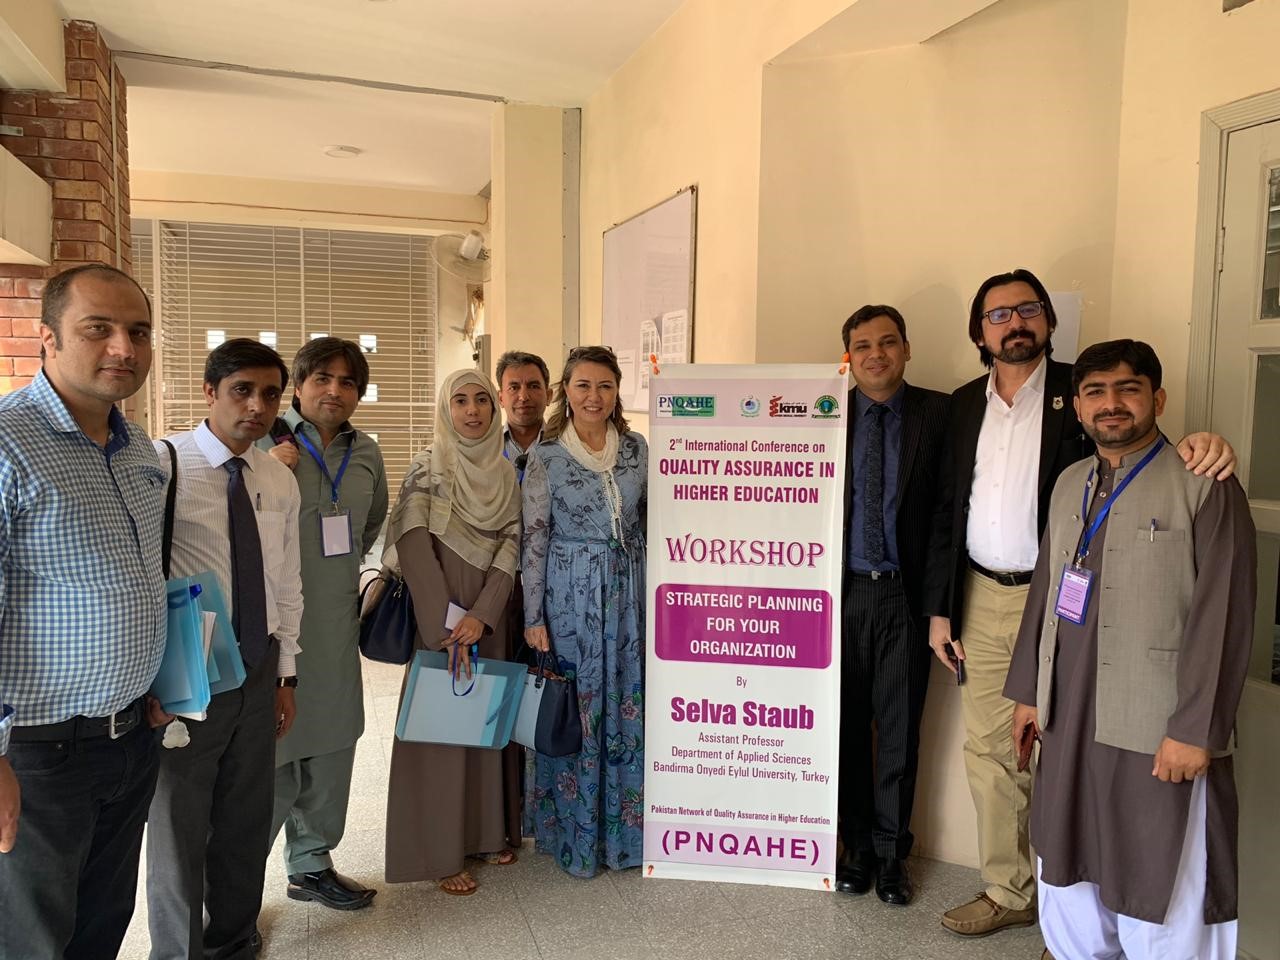 PNQAHE
kmu
2nd International Conference on
QUALITY ASSURANCE IN
HIGHER EDUCATION
WORKSHOP
STRATEGIC PLANNING
FOR YOUR
ORGANIZATION
By
Selva Staub
Assistant Professor
Department of Applied Sciences
Bandirma Onyedi Eylul University, Turkey
Pakistan Network of Quality Assurance in Higher Education
(PNQAHE)
PARTICIPANT